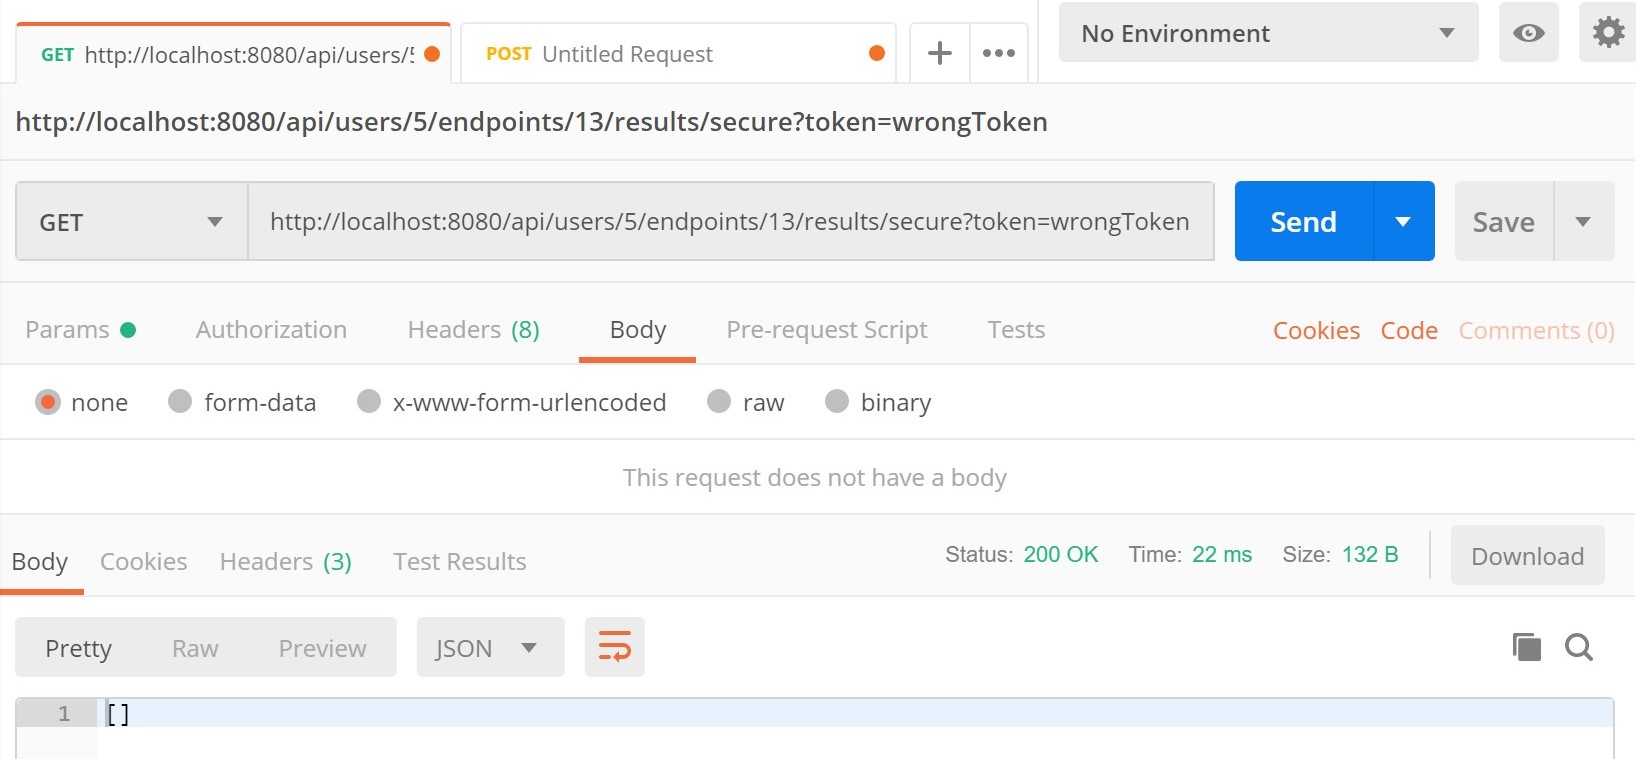 GET http://localhost:8080/api/users/5 POST Untitled Request No Environment
http://localhost:8080/api/users/5/endpoints/13/results/secure?token=wrongToken
GET http://localhost:8080/api/users/5/endpoints/13/results/secure?token=wrongToken Send Save
Params Authorization Headers (8) Body Pre-request Script Tests Cookies Code Comments (0)
none form-data x-www-form-urlencoded raw binary
This request does not have a body
Body Cookies Headers (3) Test Results Status: 200 OK Time: 22 ms Size: 132 B Download
Pretty Raw Preview JSON
1 []